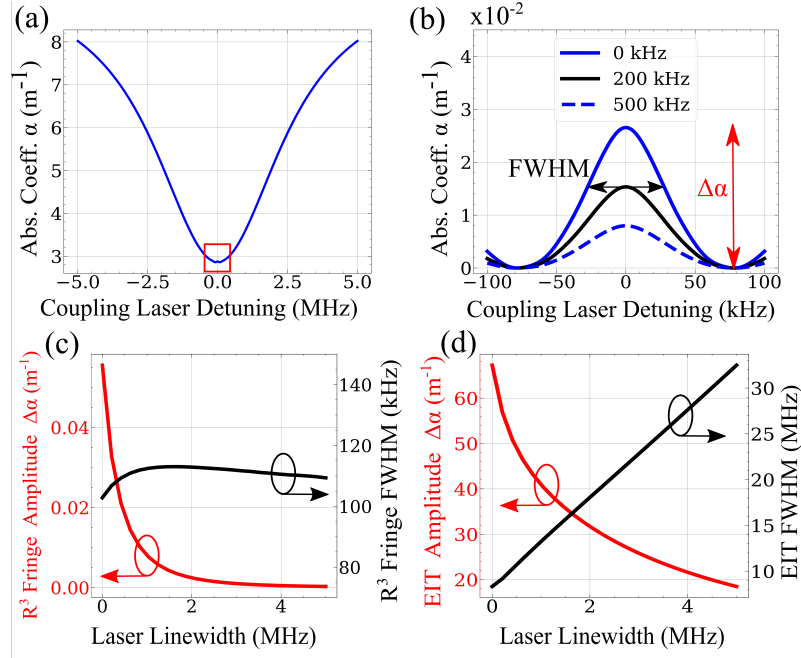 (a)
Abs. Coeff. α (m⁻¹)
8
7
6
5
4
3
−5.0 −2.5 0.0 2.5 5.0
Coupling Laser Detuning (MHz)
(b)
x10⁻²
Abs. Coeff. α (m⁻¹)
4
3
2
1
0
0 kHz
200 kHz
500 kHz
FWHM
Δα
−100 −50 0 50 100
Coupling Laser Detuning (kHz)
(c)
R³ Fringe Amplitude Δα (m⁻¹)
0.04
0.02
0.00
140
120
100
80
R³ Fringe FWHM (kHz)
0 2 4
Laser Linewidth (MHz)
(d)
EIT Amplitude Δα (m⁻¹)
60
50
40
30
20
30
25
20
15
10
EIT FWHM (MHz)
0 2 4
Laser Linewidth (MHz)